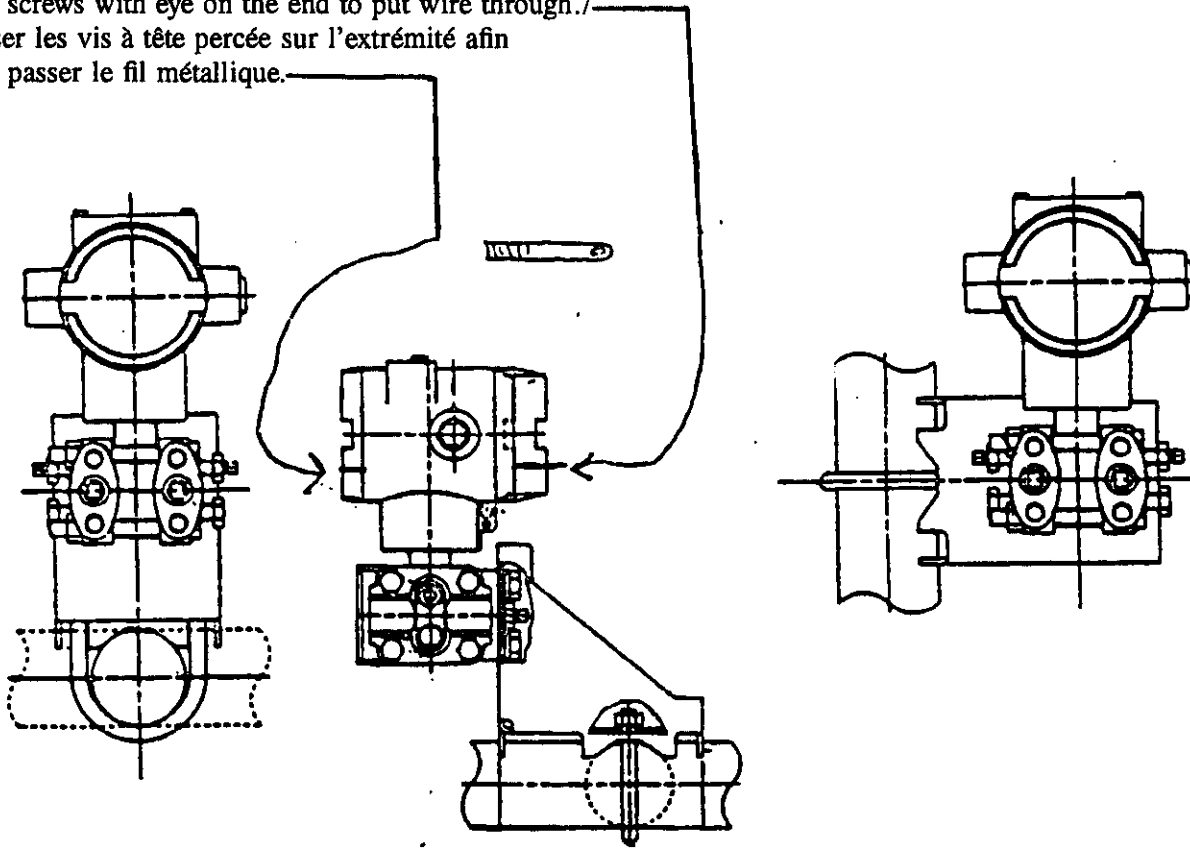 screws with eye on the end to put wire through./
er les vis à tête percée sur l'extrémité afin
passer le fil métallique.